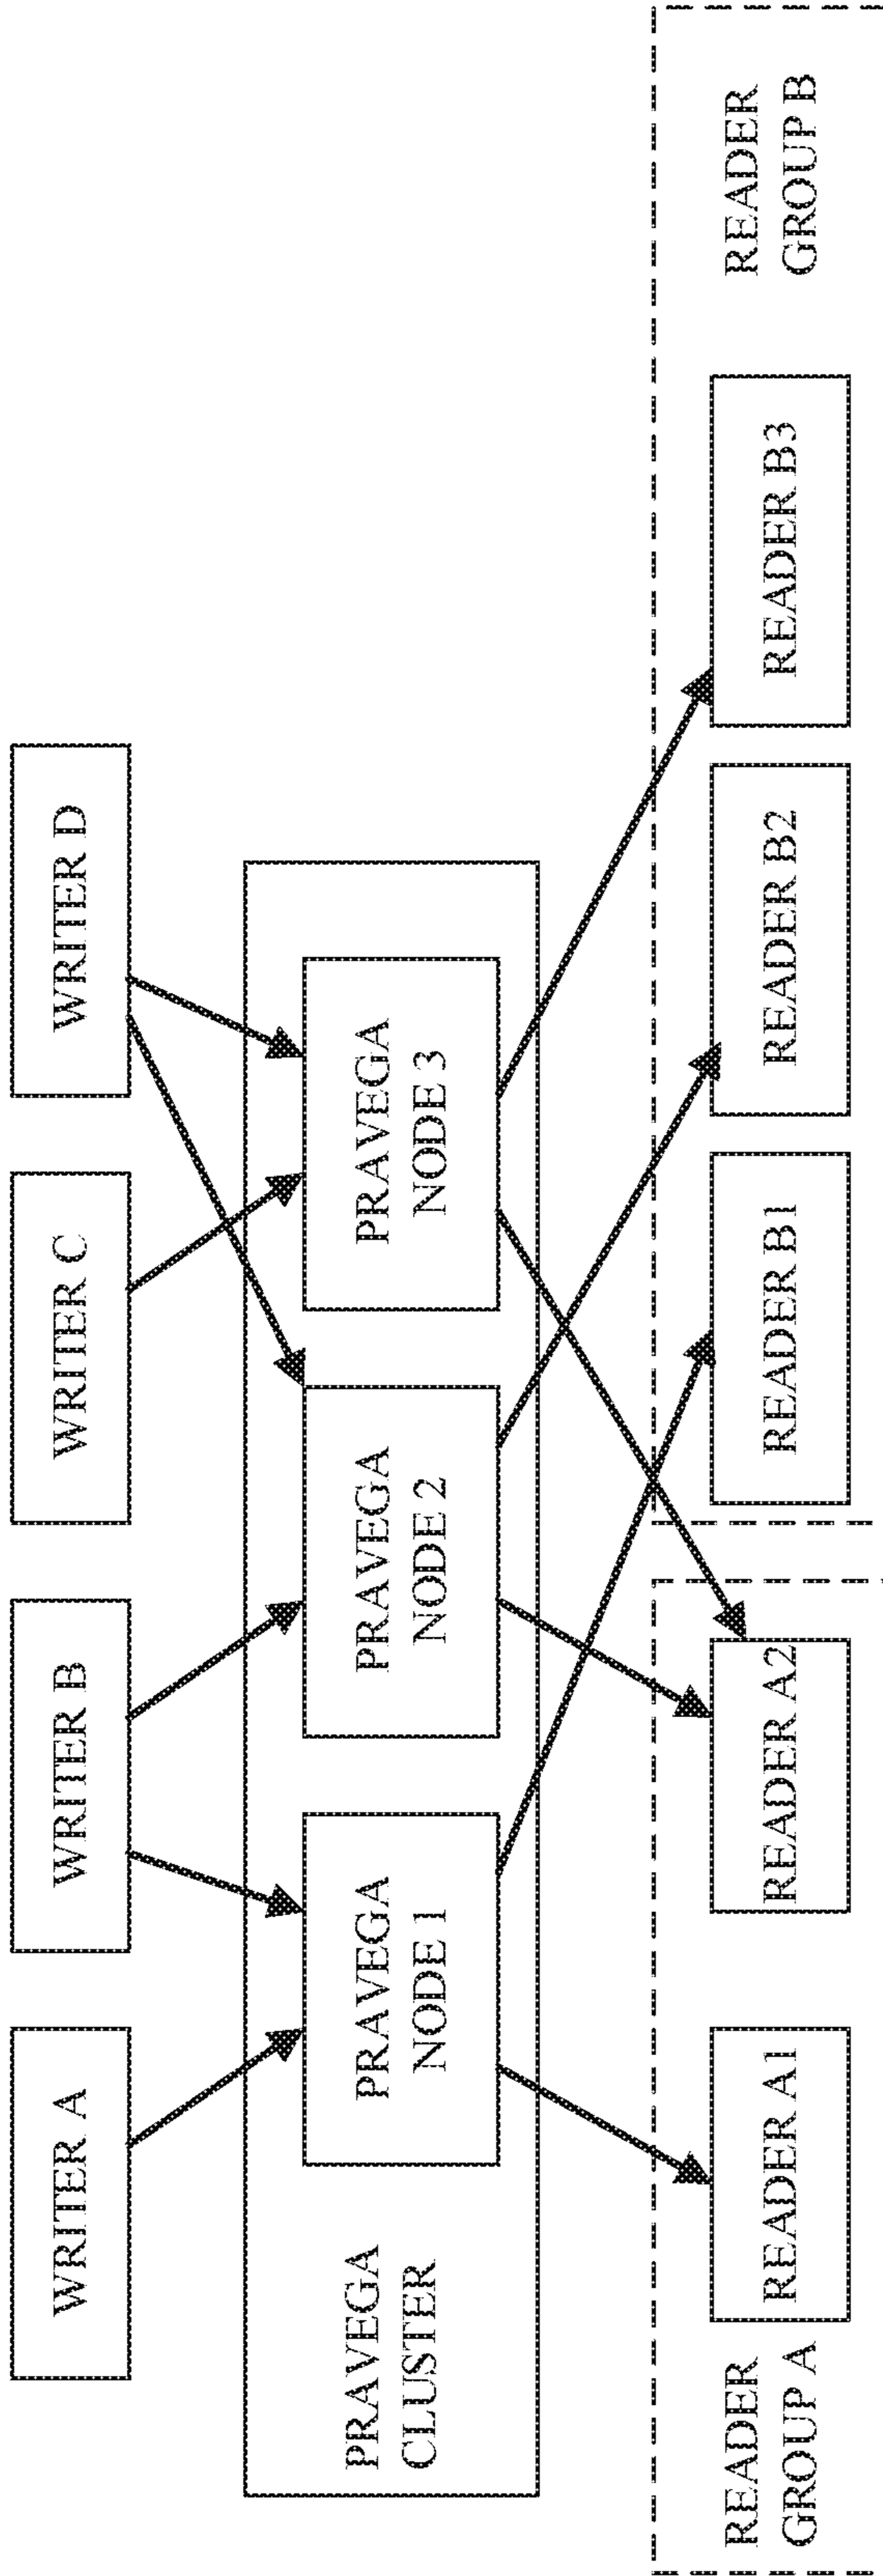 WRITER A
WRITER B
WRITER C
WRITER D
PRAVEGA
CLUSTER
PRAVEGA
NODE 1
PRAVEGA
NODE 2
PRAVEGA
NODE 3
READER
GROUP A
READER A1
READER A2
READER B1
READER B2
READER B3
READER
GROUP B